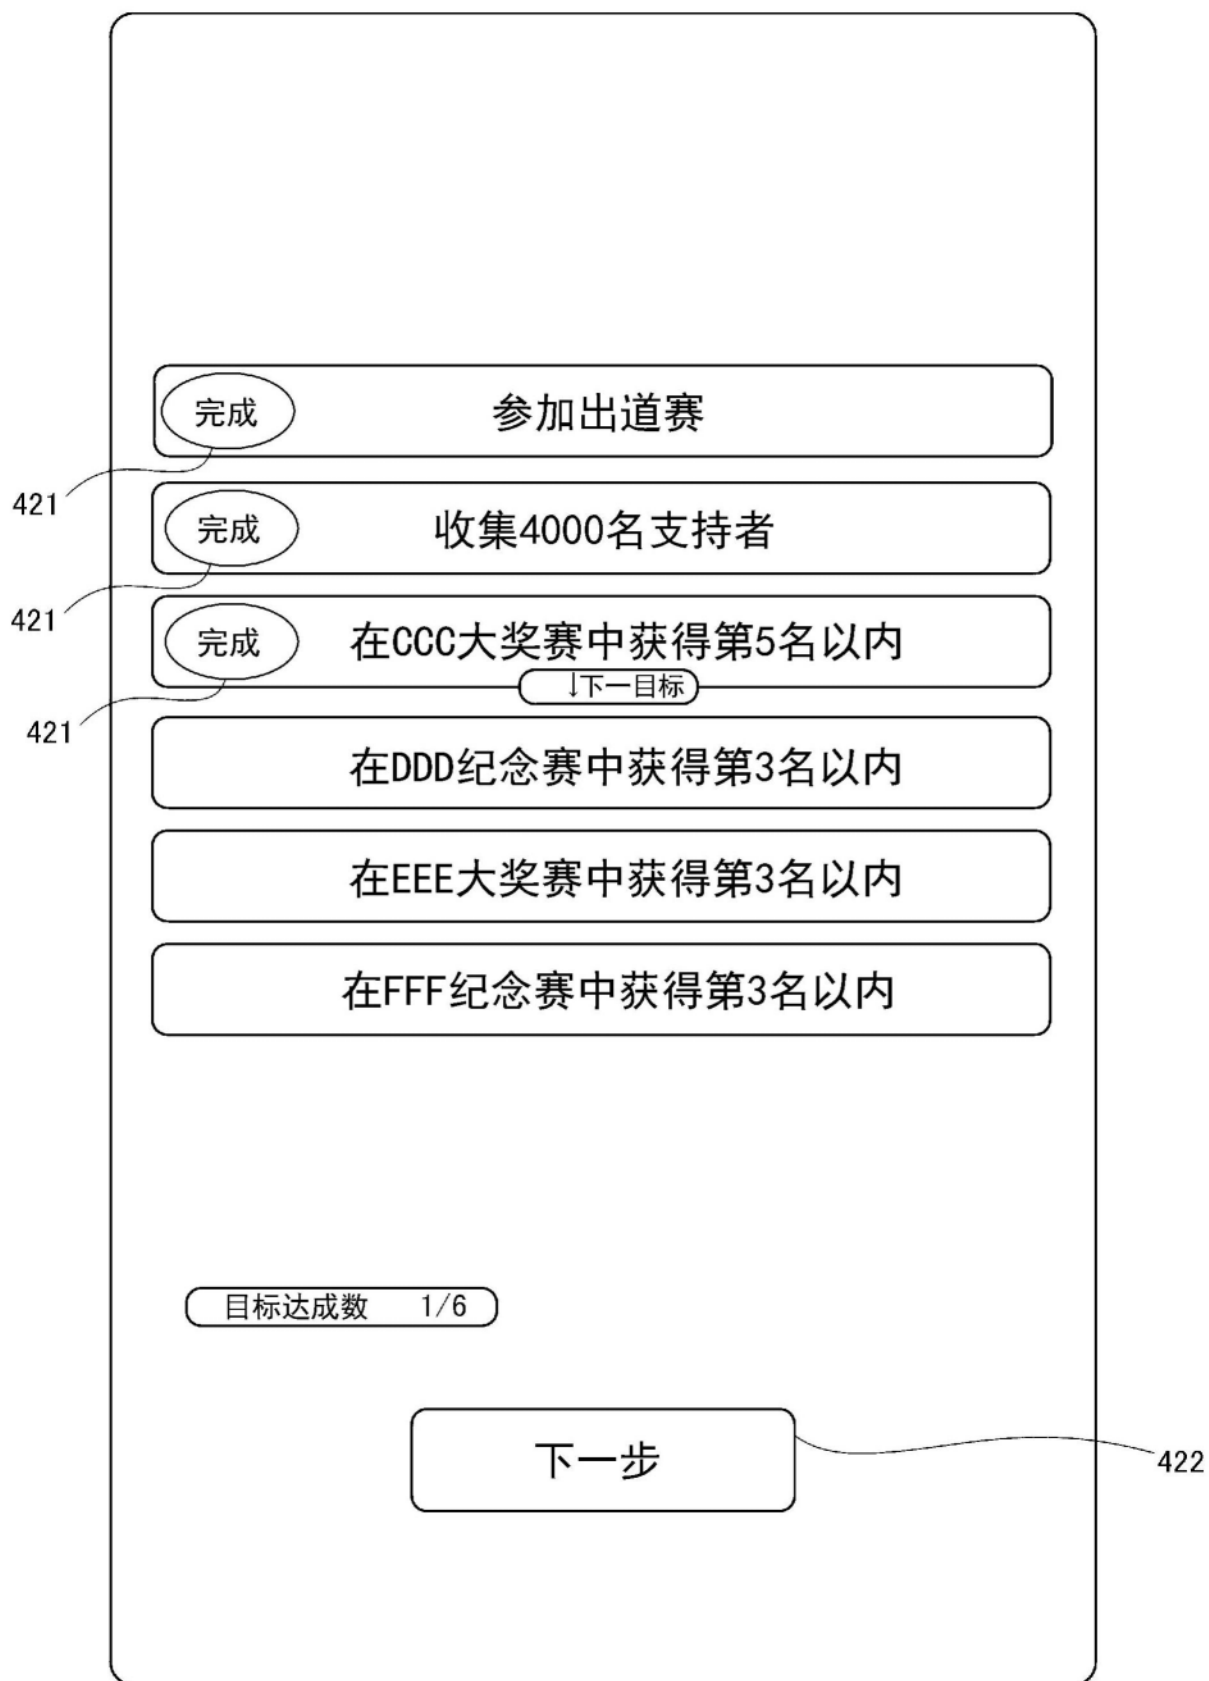 完成 参加出道赛
421
完成 收集4000名支持者
421
完成 在CCC大奖赛中获得第5名以内
↓下一目标
421
在DDD纪念赛中获得第3名以内
在EEE大奖赛中获得第3名以内
在FFF纪念赛中获得第3名以内
目标达成数 1/6
下一步
422